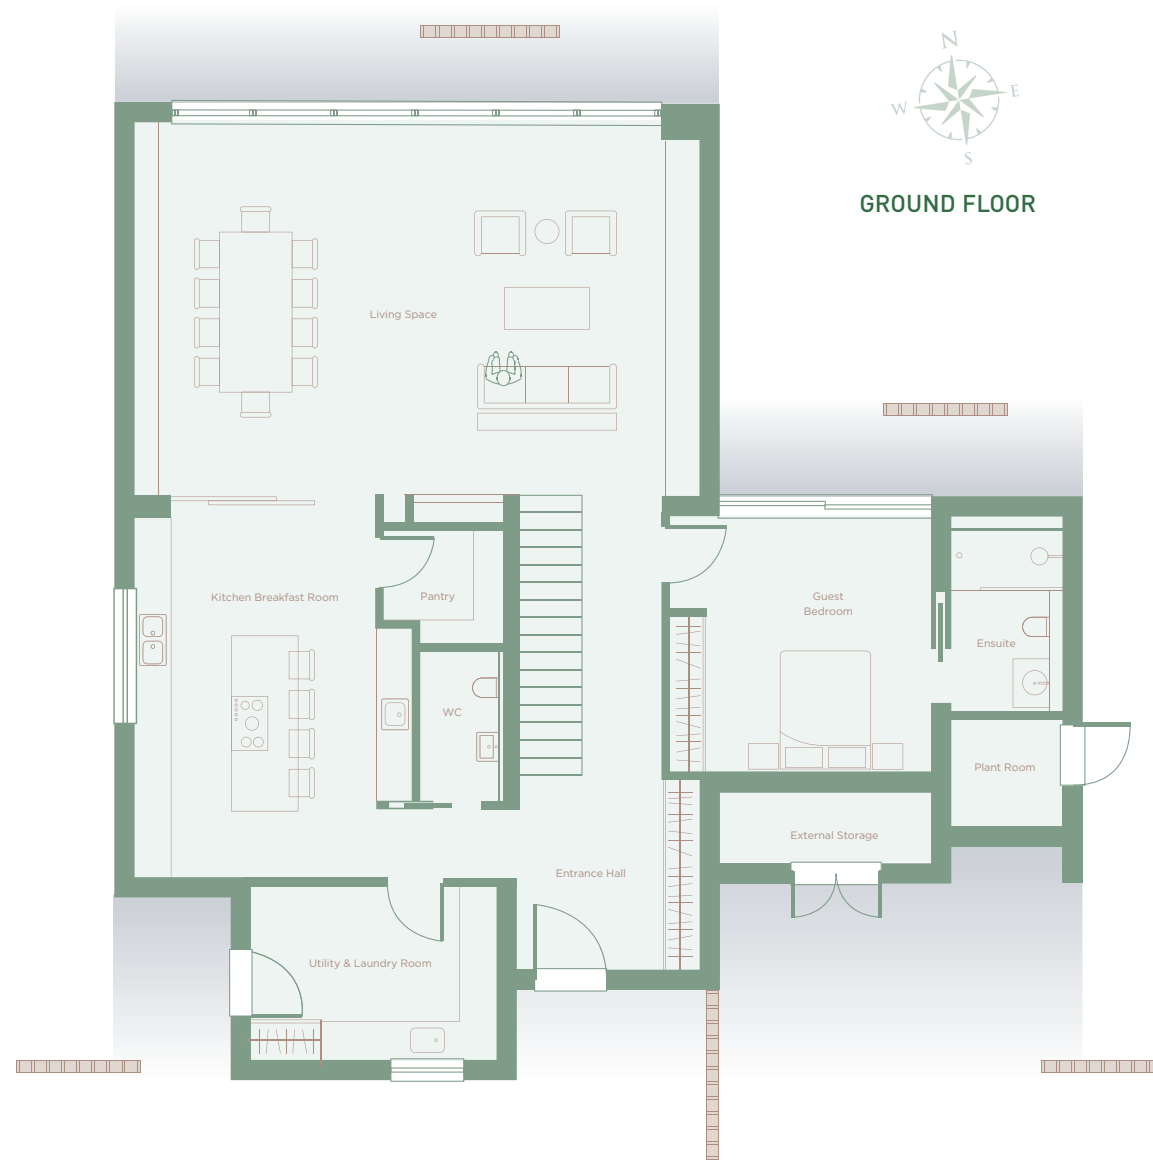 N
W
E
S
GROUND FLOOR
Living Space
Kitchen Breakfast Room
Pantry
Guest
Bedroom
Ensuite
WC
Plant Room
External Storage
Entrance Hall
Utility & Laundry Room